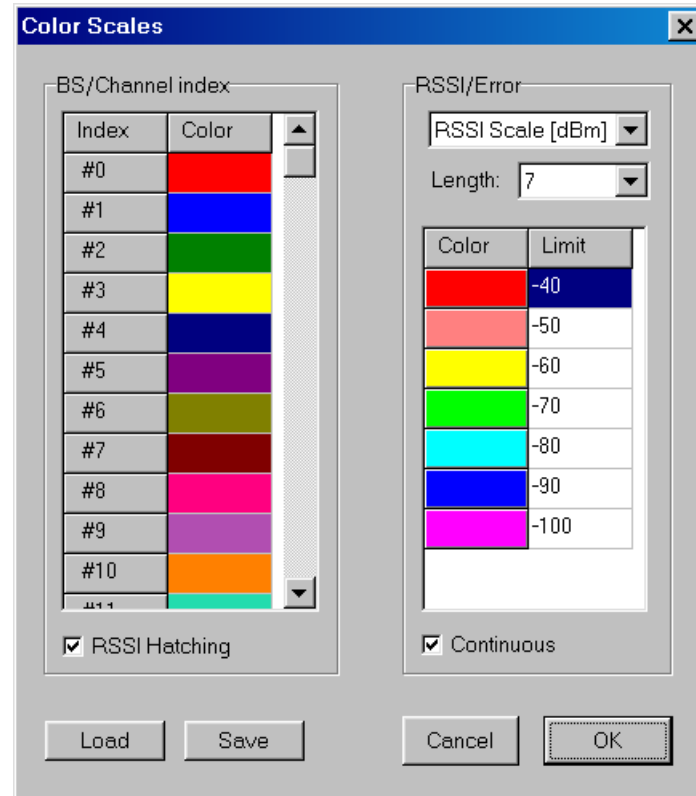 Color Scales
BS/Channel index
Index Color
#0
#1
#2
#3
#4
#5
#6
#7
#8
#9
#10
#11
RSSI Hatching
RSSI/Error
RSSI Scale [dBm]
Length: 7
Color Limit
-40
-50
-60
-70
-80
-90
-100
Continuous
Load Save Cancel OK